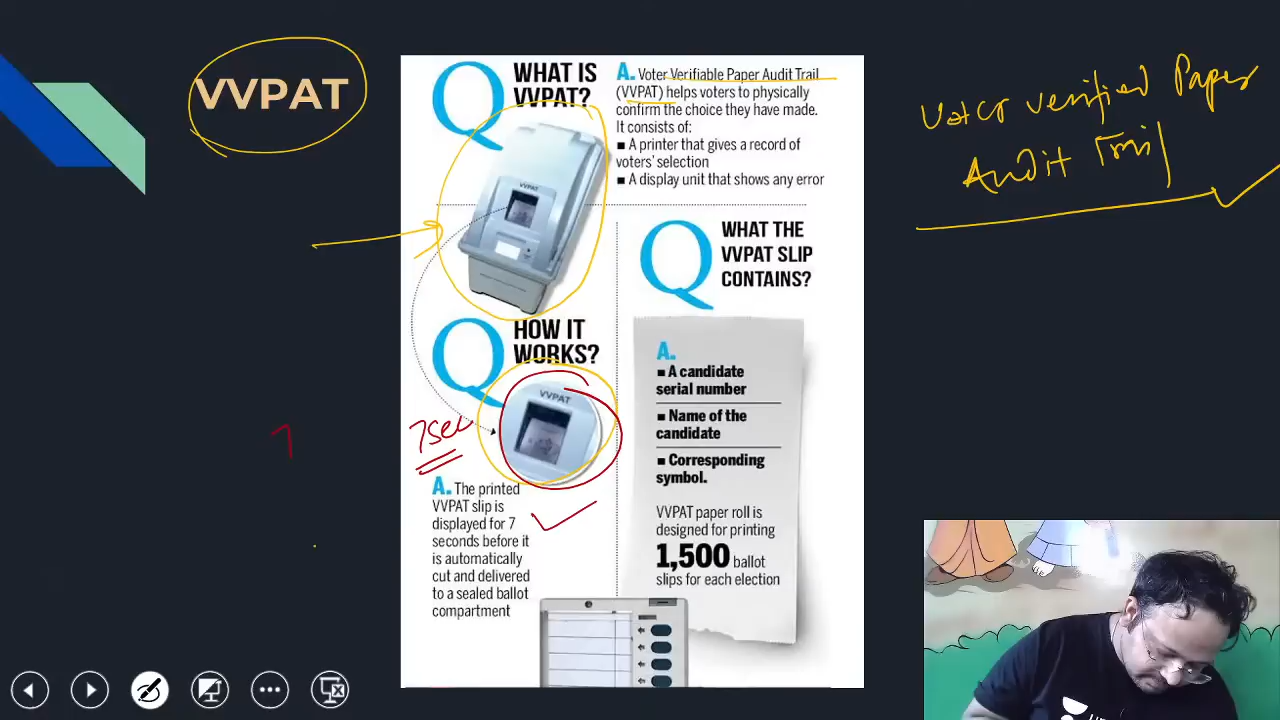 VVPAT
WHAT IS
VVPAT?
A. Voter Verifiable Paper Audit Trail
(VVPAT) helps voters to physically
confirm the choice they have made.
It consists of:
■ A printer that gives a record of
voters' selection
■ A display unit that shows any error
Voter Verified Paper
Audit Trail
VVPAT
Q WHAT THE
VVPAT SLIP
CONTAINS?
Q HOW IT
WORKS?
VVPAT
7sec
A. The printed
VVPAT slip is
displayed for 7
seconds before it
is automatically
cut and delivered
to a sealed ballot
compartment
A.
■ A candidate
serial number
■ Name of the
candidate
■ Corresponding
symbol.
VVPAT paper roll is
designed for printing
1,500 ballot
slips for each election